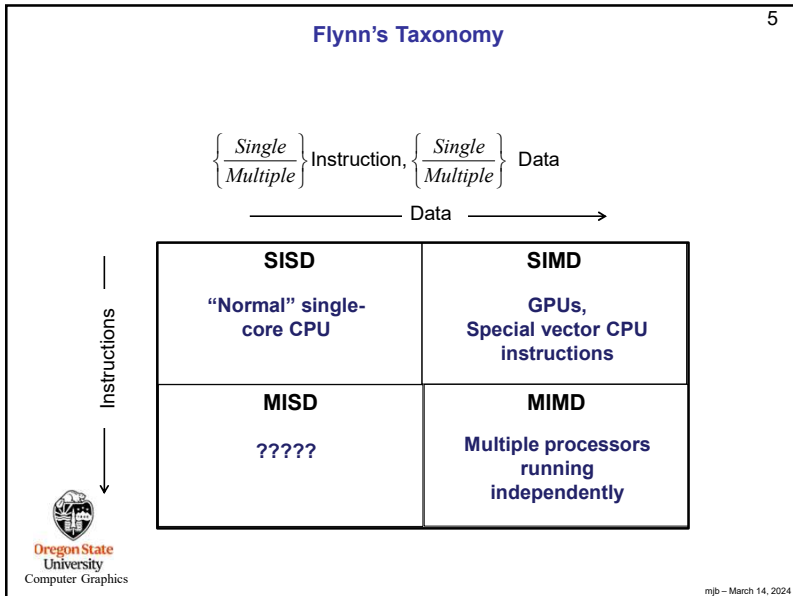 5
Flynn's Taxonomy
{Single/Multiple} Instruction, {Single/Multiple} Data
Data
Instructions
SISD
"Normal" single-
core CPU
SIMD
GPUs,
Special vector CPU
instructions
MISD
?????
MIMD
Multiple processors
running
independently
Oregon State
University
Computer Graphics
mjb – March 14, 2024